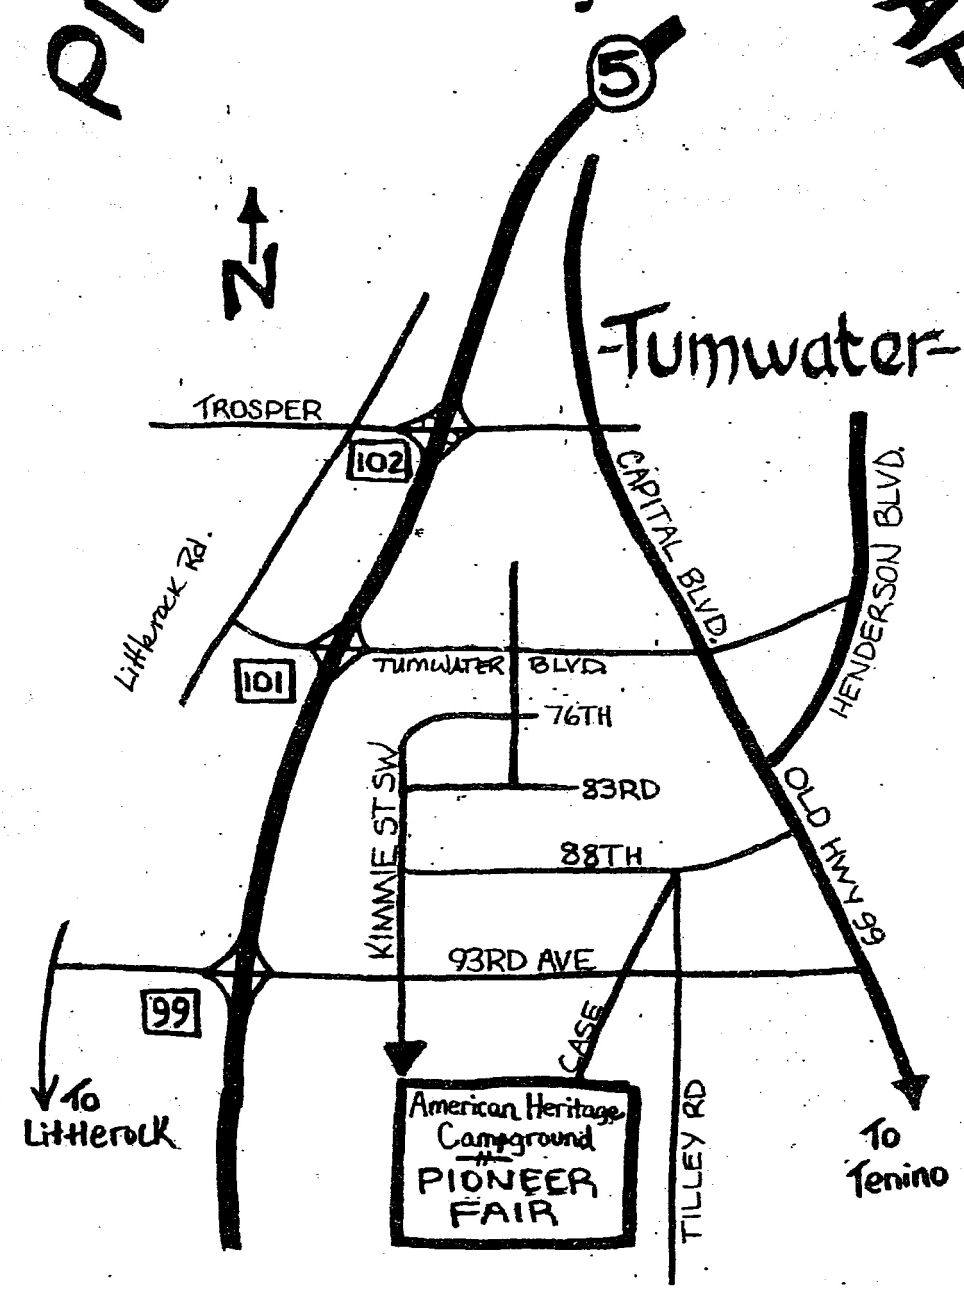 5
N
-Tumwater-
TROSPER
102
CAPITAL BLVD.
HENDERSON BLVD.
Littlerock Rd.
101
TUMWATER BLVD.
76TH
KIMMIE ST SW
83RD
OLD HWY 99
88TH
93RD AVE
99
CASE
To
Littlerock
American Heritage
Campground
PIONEER
FAIR
TILLEY RD
To
Tenino